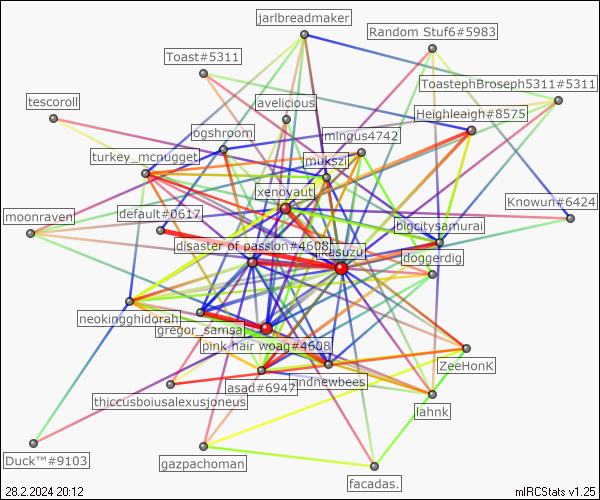 jarlbreadmaker
Random Stuf6#5983
Toast#5311
ToastephBroseph5311#5311
tescoroll
avelicious
Heighleaigh#8575
ogshroom
mingus4742
turkey_mcnugget
mukszi
xenoyaut
Knowun#6424
moonraven
default#0617
bigcitysamurai
disaster of passion#4608
doggerdig
neokingghidorah
gregor_samsa
pink hair woag#4608
ZeeHonK
asad#6947
andnewbees
thiccusboiusalexusjoneus
lahnk
Duck™#9103
gazpachoman
facadas.
28.2.2024 20:12
mIRCStats v1.25